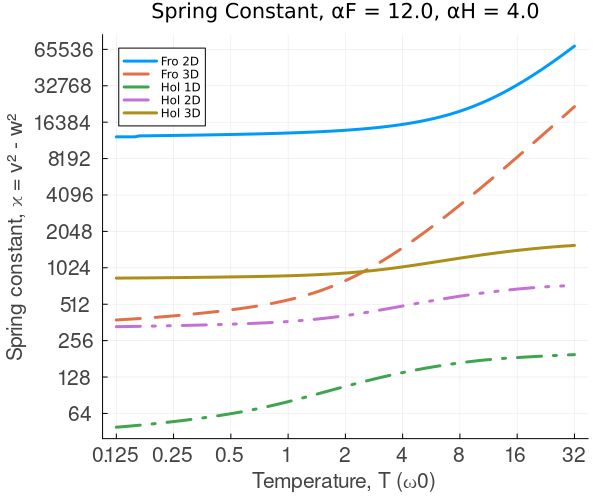 Spring Constant, αF = 12.0, αH = 4.0
Spring constant, ϰ = v² - w²
65536
32768
16384
8192
4096
2048
1024
512
256
128
64
Fro 2D
Fro 3D
Hol 1D
Hol 2D
Hol 3D
0.125 0.25 0.5 1 2 4 8 16 32
Temperature, T (ω0)